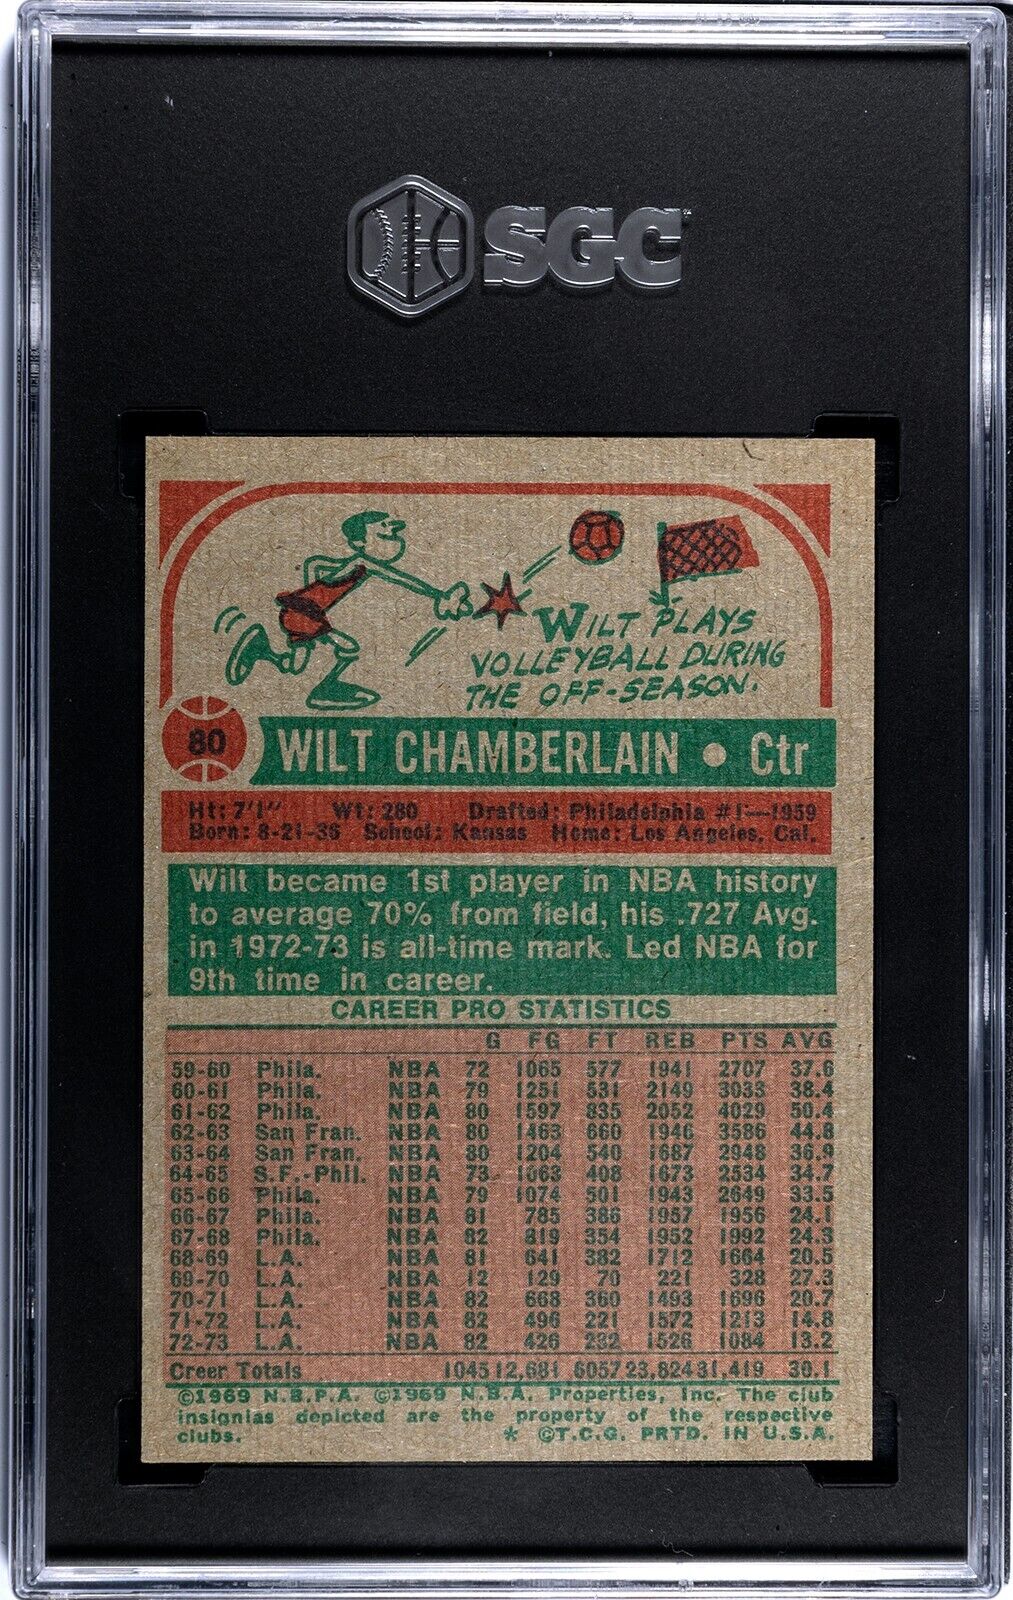 SGC
WILT PLAYS
VOLLEYBALL DURING
THE OFF-SEASON.
80
WILT CHAMBERLAIN • Ctr
Ht: 7'1" Wt: 280 Drafted: Philadelphia #1—1959
Born: 8-21-36 School: Kansas Home: Los Angeles, Cal.
Wilt became 1st player in NBA history
to average 70% from field, his .727 Avg.
in 1972-73 is all-time mark. Led NBA for
9th time in career.
CAREER PRO STATISTICS
G FG FT REB PTS AVG
59-60 Phila. NBA 72 1065 577 1941 2707 37.6
60-61 Phila. NBA 79 1251 531 2149 3033 38.4
61-62 Phila. NBA 80 1597 835 2052 4029 50.4
62-63 San Fran. NBA 80 1463 660 1946 3586 44.8
63-64 San Fran. NBA 80 1204 540 1687 2948 36.9
64-65 S.F.-Phil. NBA 73 1063 408 1673 2534 34.7
65-66 Phila. NBA 79 1074 501 1943 2649 33.5
66-67 Phila. NBA 81 785 386 1957 1956 24.1
67-68 Phila. NBA 82 819 354 1952 1992 24.3
68-69 L.A. NBA 81 641 382 1712 1664 20.5
69-70 L.A. NBA 12 129 70 221 328 27.3
70-71 L.A. NBA 82 668 360 1493 1696 20.7
71-72 L.A. NBA 82 496 221 1572 1213 14.8
72-73 L.A. NBA 82 426 232 1526 1084 13.2
Creer Totals 1045 12,681 6057 23,824 31,419 30.1
©1969 N.B.P.A. ©1969 N.B.A. Properties, Inc. The club
insignias depicted are the property of the respective
clubs. * ©T.C.G. PRTD. IN U.S.A.